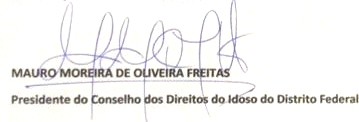 MAURO MOREIRA DE OLIVEIRA FREITAS
Presidente do Conselho dos Direitos do Idoso do Distrito Federal